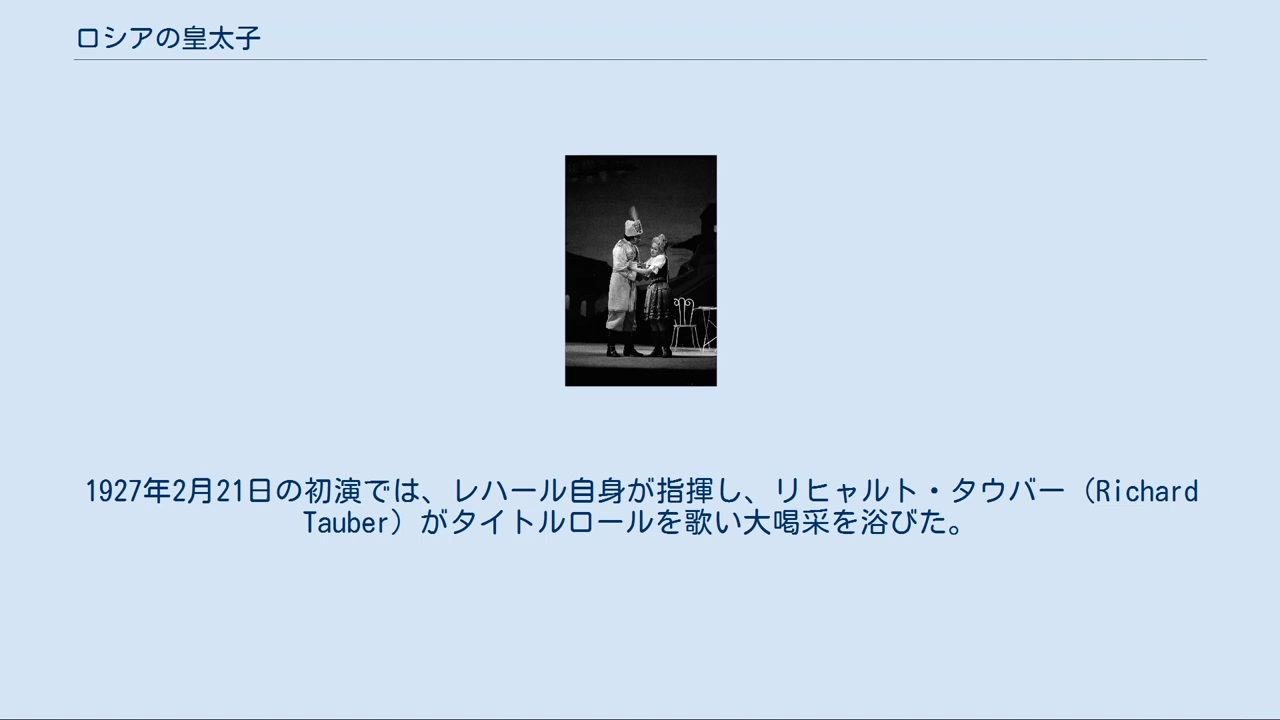 ロシアの皇太子
1927年2月21日の初演では、レハール自身が指揮し、リヒャルト・タウバー（Richard
Tauber）がタイトルロールを歌い大喝采を浴びた。